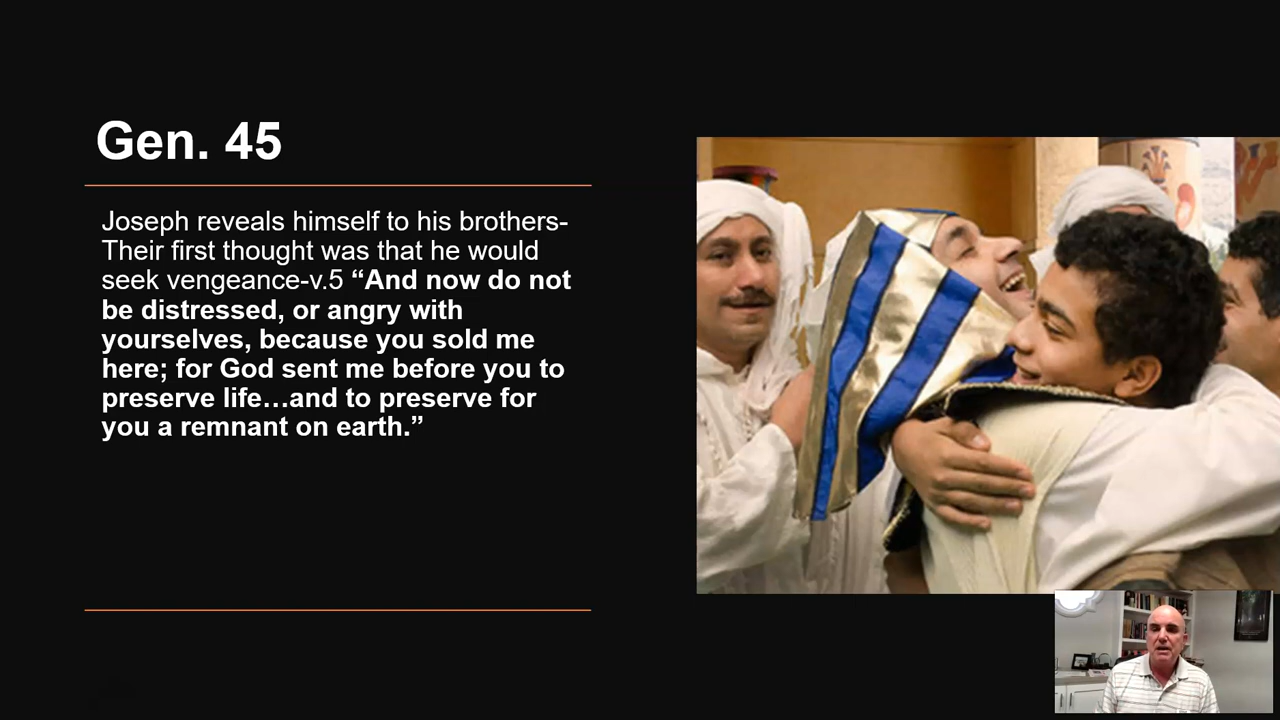 Gen. 45
Joseph reveals himself to his brothers-
Their first thought was that he would
seek vengeance-v.5 “And now do not
be distressed, or angry with
yourselves, because you sold me
here; for God sent me before you to
preserve life…and to preserve for
you a remnant on earth.”